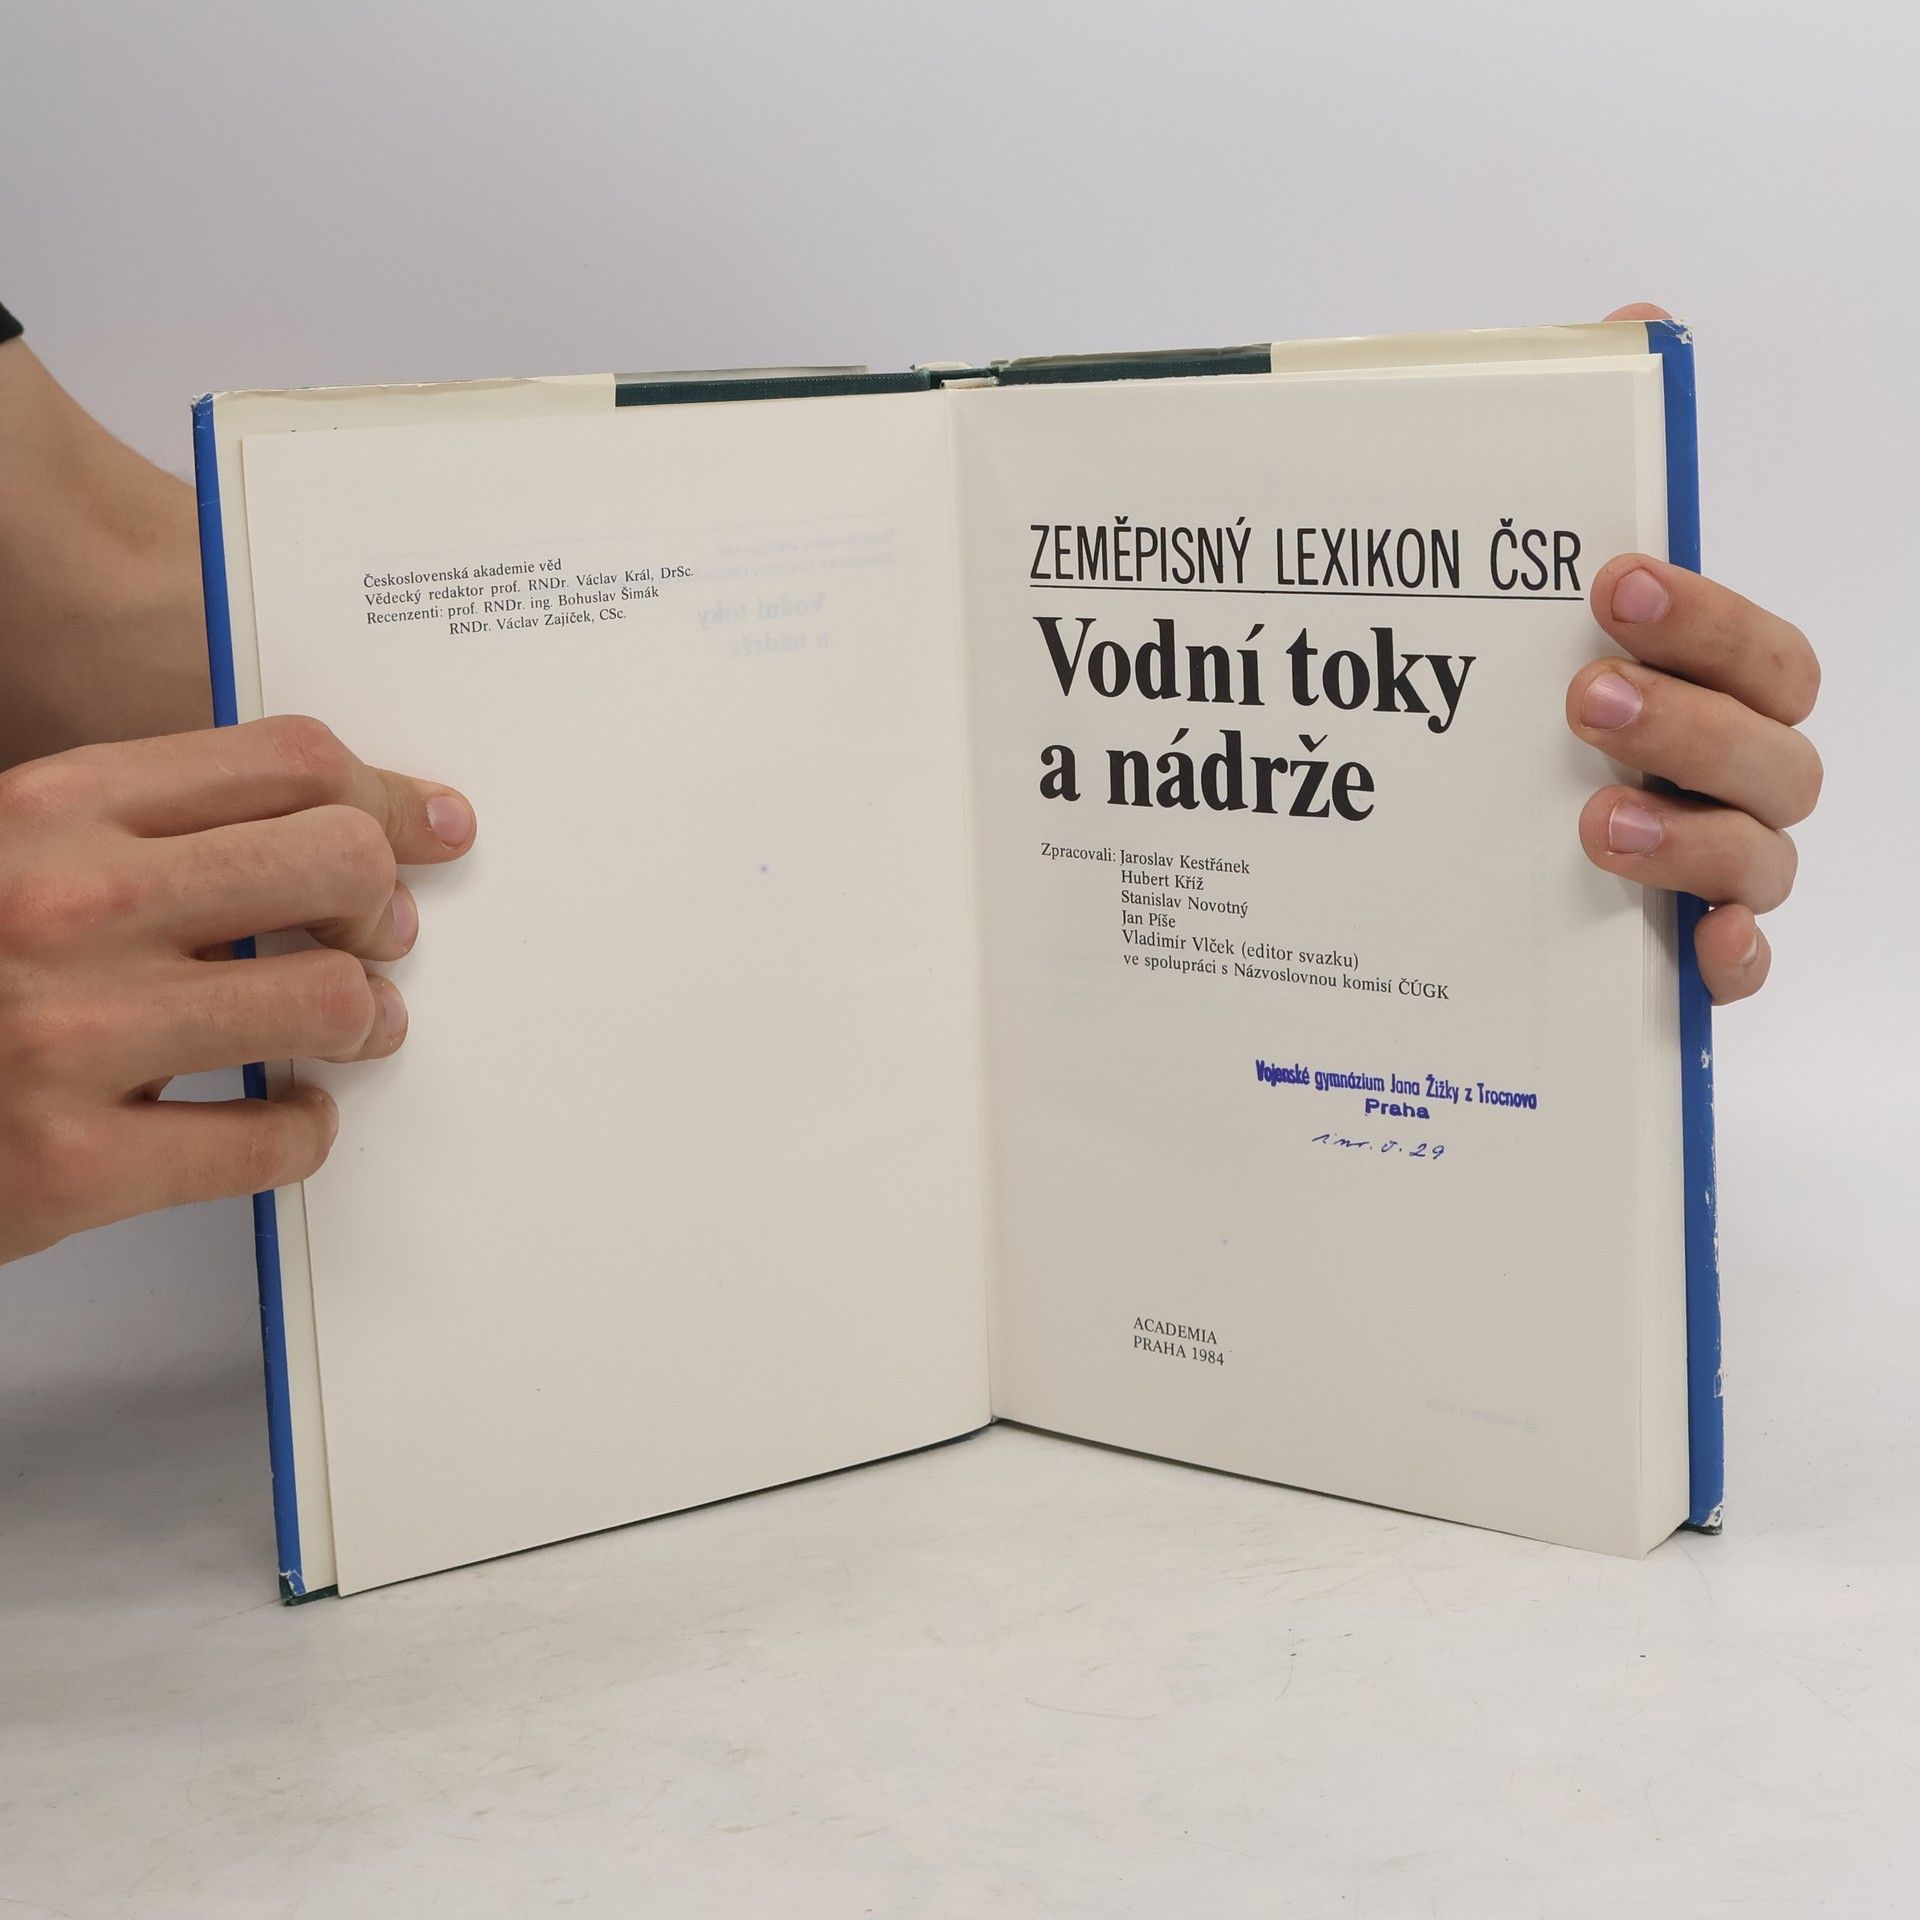 Československá akademie věd
Vědecký redaktor prof. RNDr. Václav Král, DrSc.
Recenzenti: prof. RNDr. ing. Bohuslav Šimák
RNDr. Václav Zajíček, CSc.
ZEMĚPISNÝ LEXIKON ČSR
Vodní toky
a nádrže
Zpracovali: Jaroslav Kestřánek
Hubert Kříž
Stanislav Novotný
Jan Píše
Vladimír Vlček (editor svazku)
ve spolupráci s Názvoslovnou komisí ČÚGK
Vojenské gymnázium Jana Žižky z Trocnova
Praha
inv. č. 29
ACADEMIA
PRAHA 1984